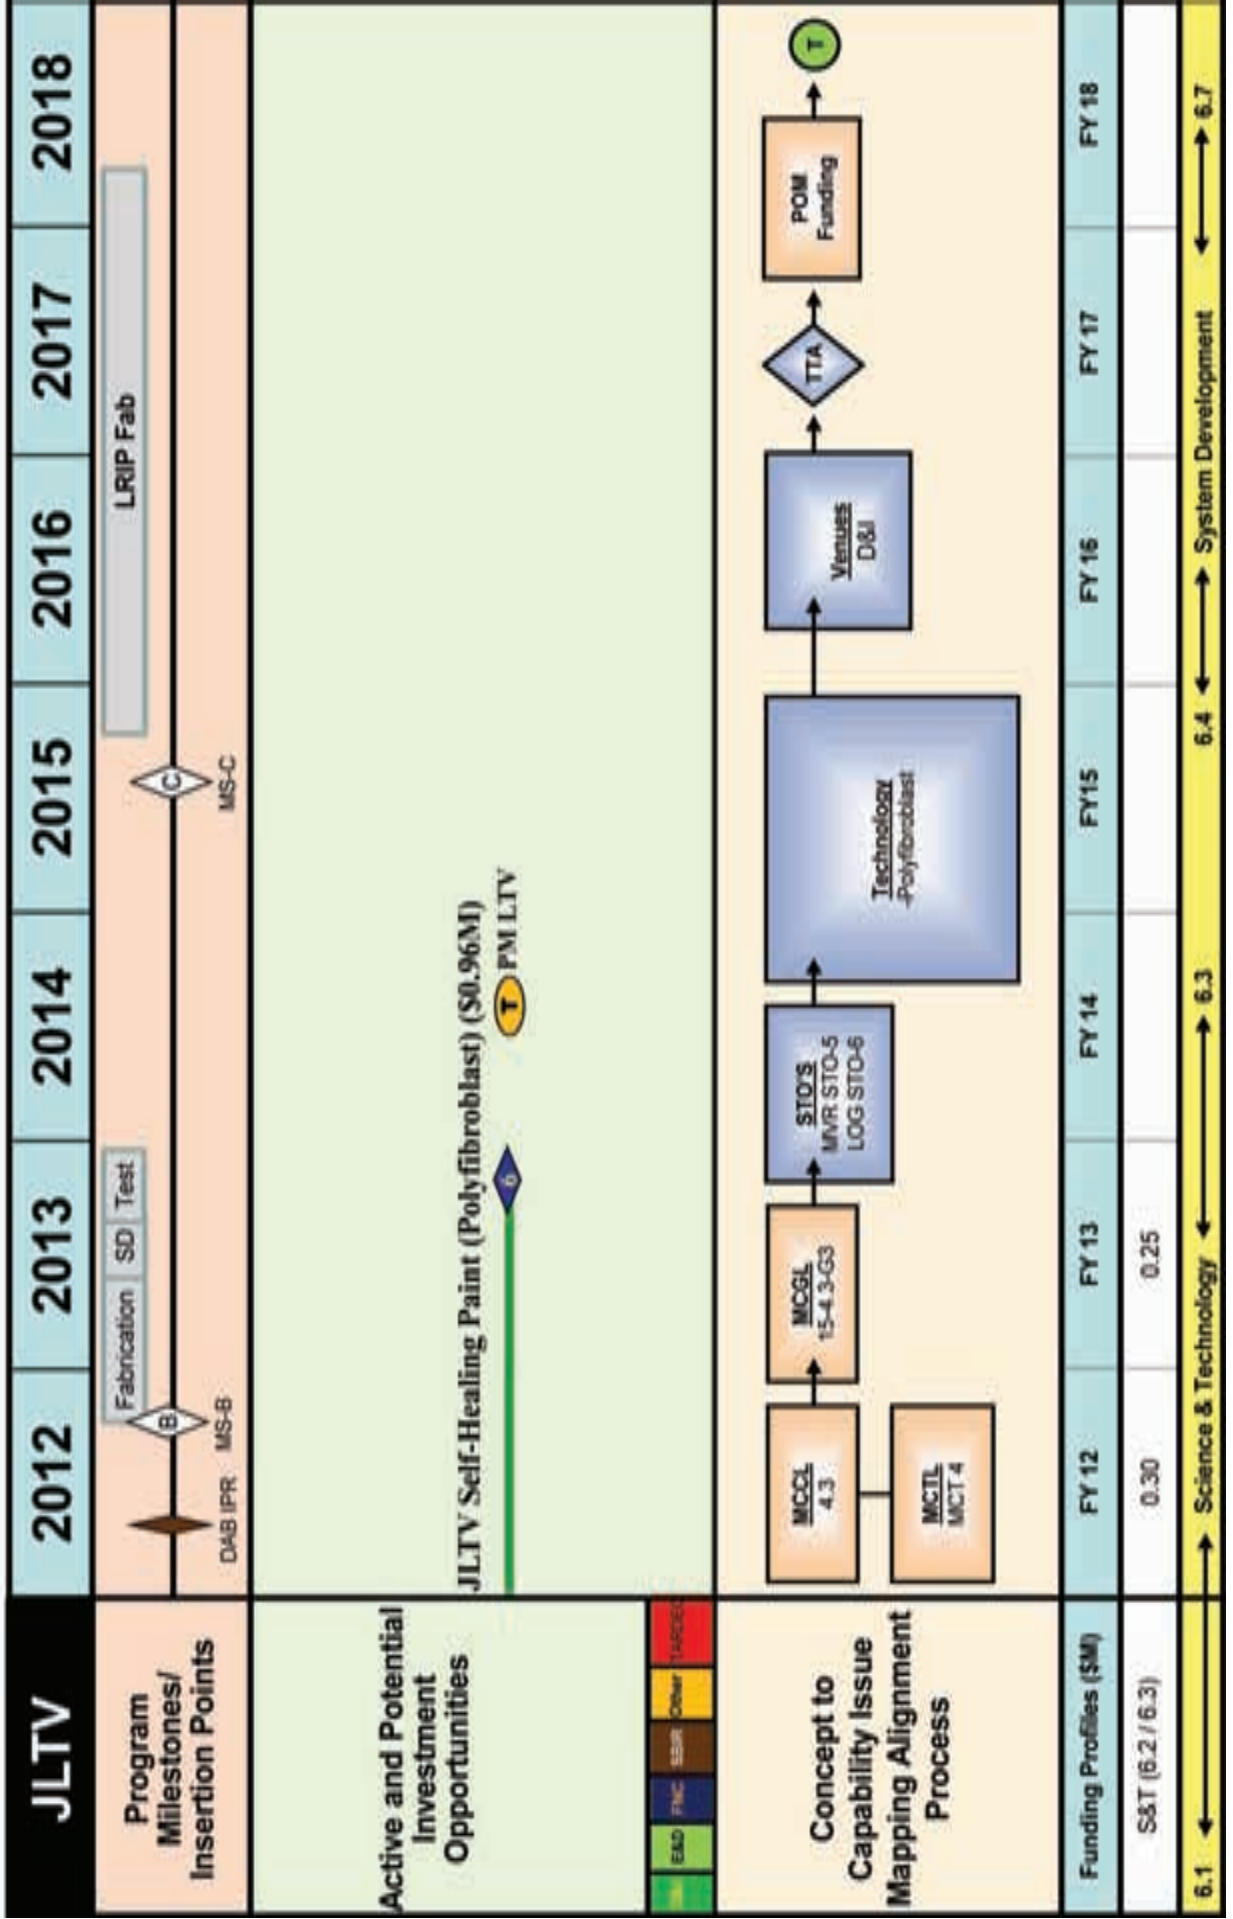 JLTV
2012
2013
2014
2015
2016
2017
2018
Program
Milestones/
Insertion Points
Fabrication
SD
Test
LRIP Fab
B
C
DAB IPR
MS-B
MS-C
Active and Potential
Investment
Opportunities
JLTV Self-Healing Paint (Polyfibroblast) ($0.96M)
6
T
PM LTV
E&D
FNC
SBIR
Other
TARDEC
Concept to
Capability Issue
Mapping Alignment
Process
MCCL
4.3
MCTL
MCT 4
MCGL
15-4.3-G3
STO'S
MVR STO-5
LOG STO-6
Technology
-Polyfibroblast
Venues
D&I
TTA
POM
Funding
T
Funding Profiles ($M)
FY 12
FY 13
FY 14
FY15
FY 16
FY 17
FY 18
S&T (6.2 / 6.3)
0.30
0.25
6.1
Science & Technology
6.3
6.4
System Development
6.7